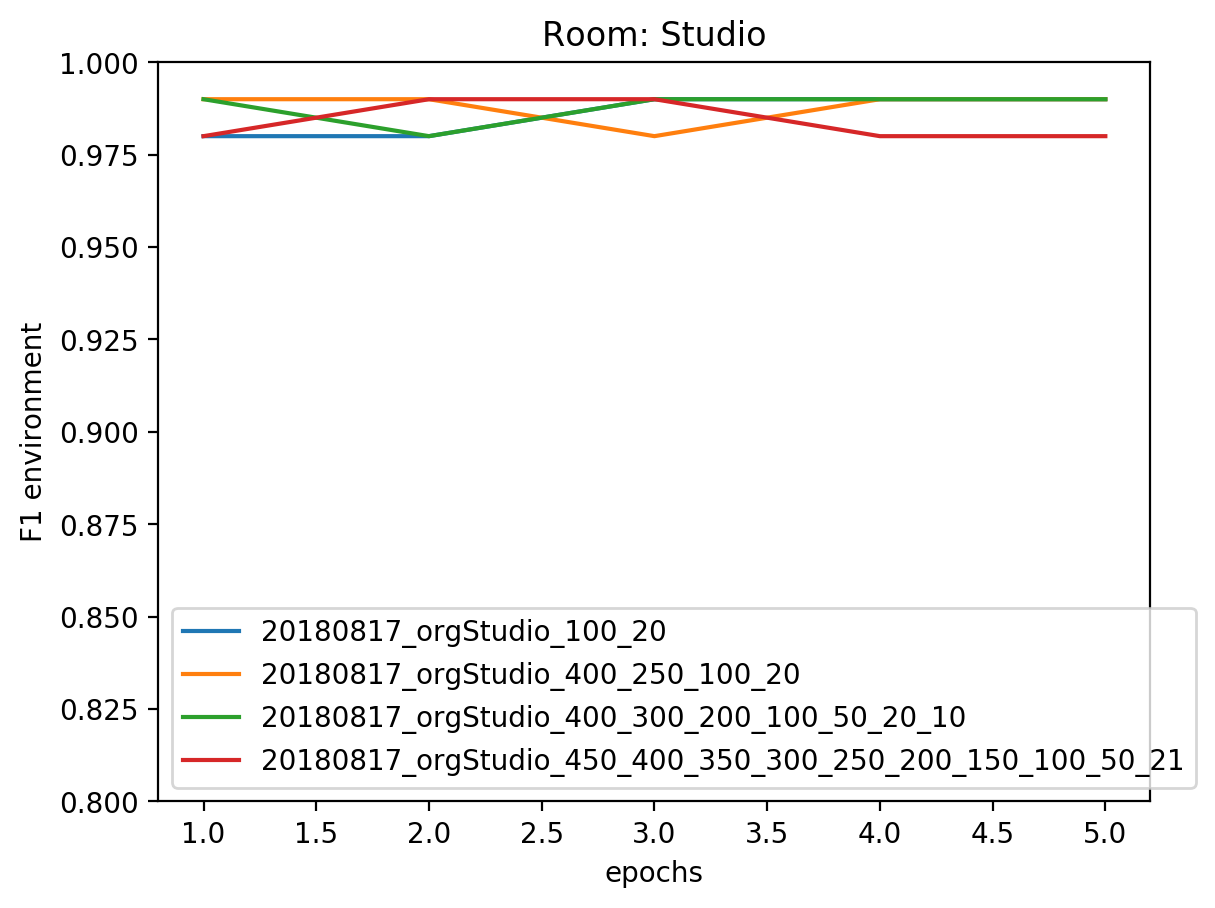 Room: Studio
1.000
0.975
0.950
0.925
0.900
0.875
0.850
0.825
0.800
F1 environment
20180817_orgStudio_100_20
20180817_orgStudio_400_250_100_20
20180817_orgStudio_400_300_200_100_50_20_10
20180817_orgStudio_450_400_350_300_250_200_150_100_50_21
1.0 1.5 2.0 2.5 3.0 3.5 4.0 4.5 5.0
epochs